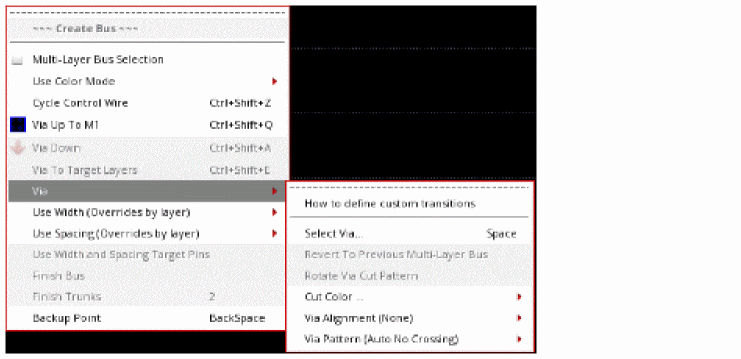 ~~~ Create Bus ~~~
Multi-Layer Bus Selection
Use Color Mode
Cycle Control Wire Ctrl+Shift+Z
Via Up To M1 Ctrl+Shift+Q
Via Down Ctrl+Shift+A
Via To Target Layers Ctrl+Shift+E
Via
Use Width (Overrides by layer)
Use Spacing (Overrides by layer)
Use Width and Spacing Target Pins
Finish Bus
Finish Trunks 2
Backup Point BackSpace
How to define custom transitions
Select Via... Space
Revert To Previous Multi-Layer Bus
Rotate Via Cut Pattern
Cut Color ...
Via Alignment (None)
Via Pattern (Auto No Crossing)